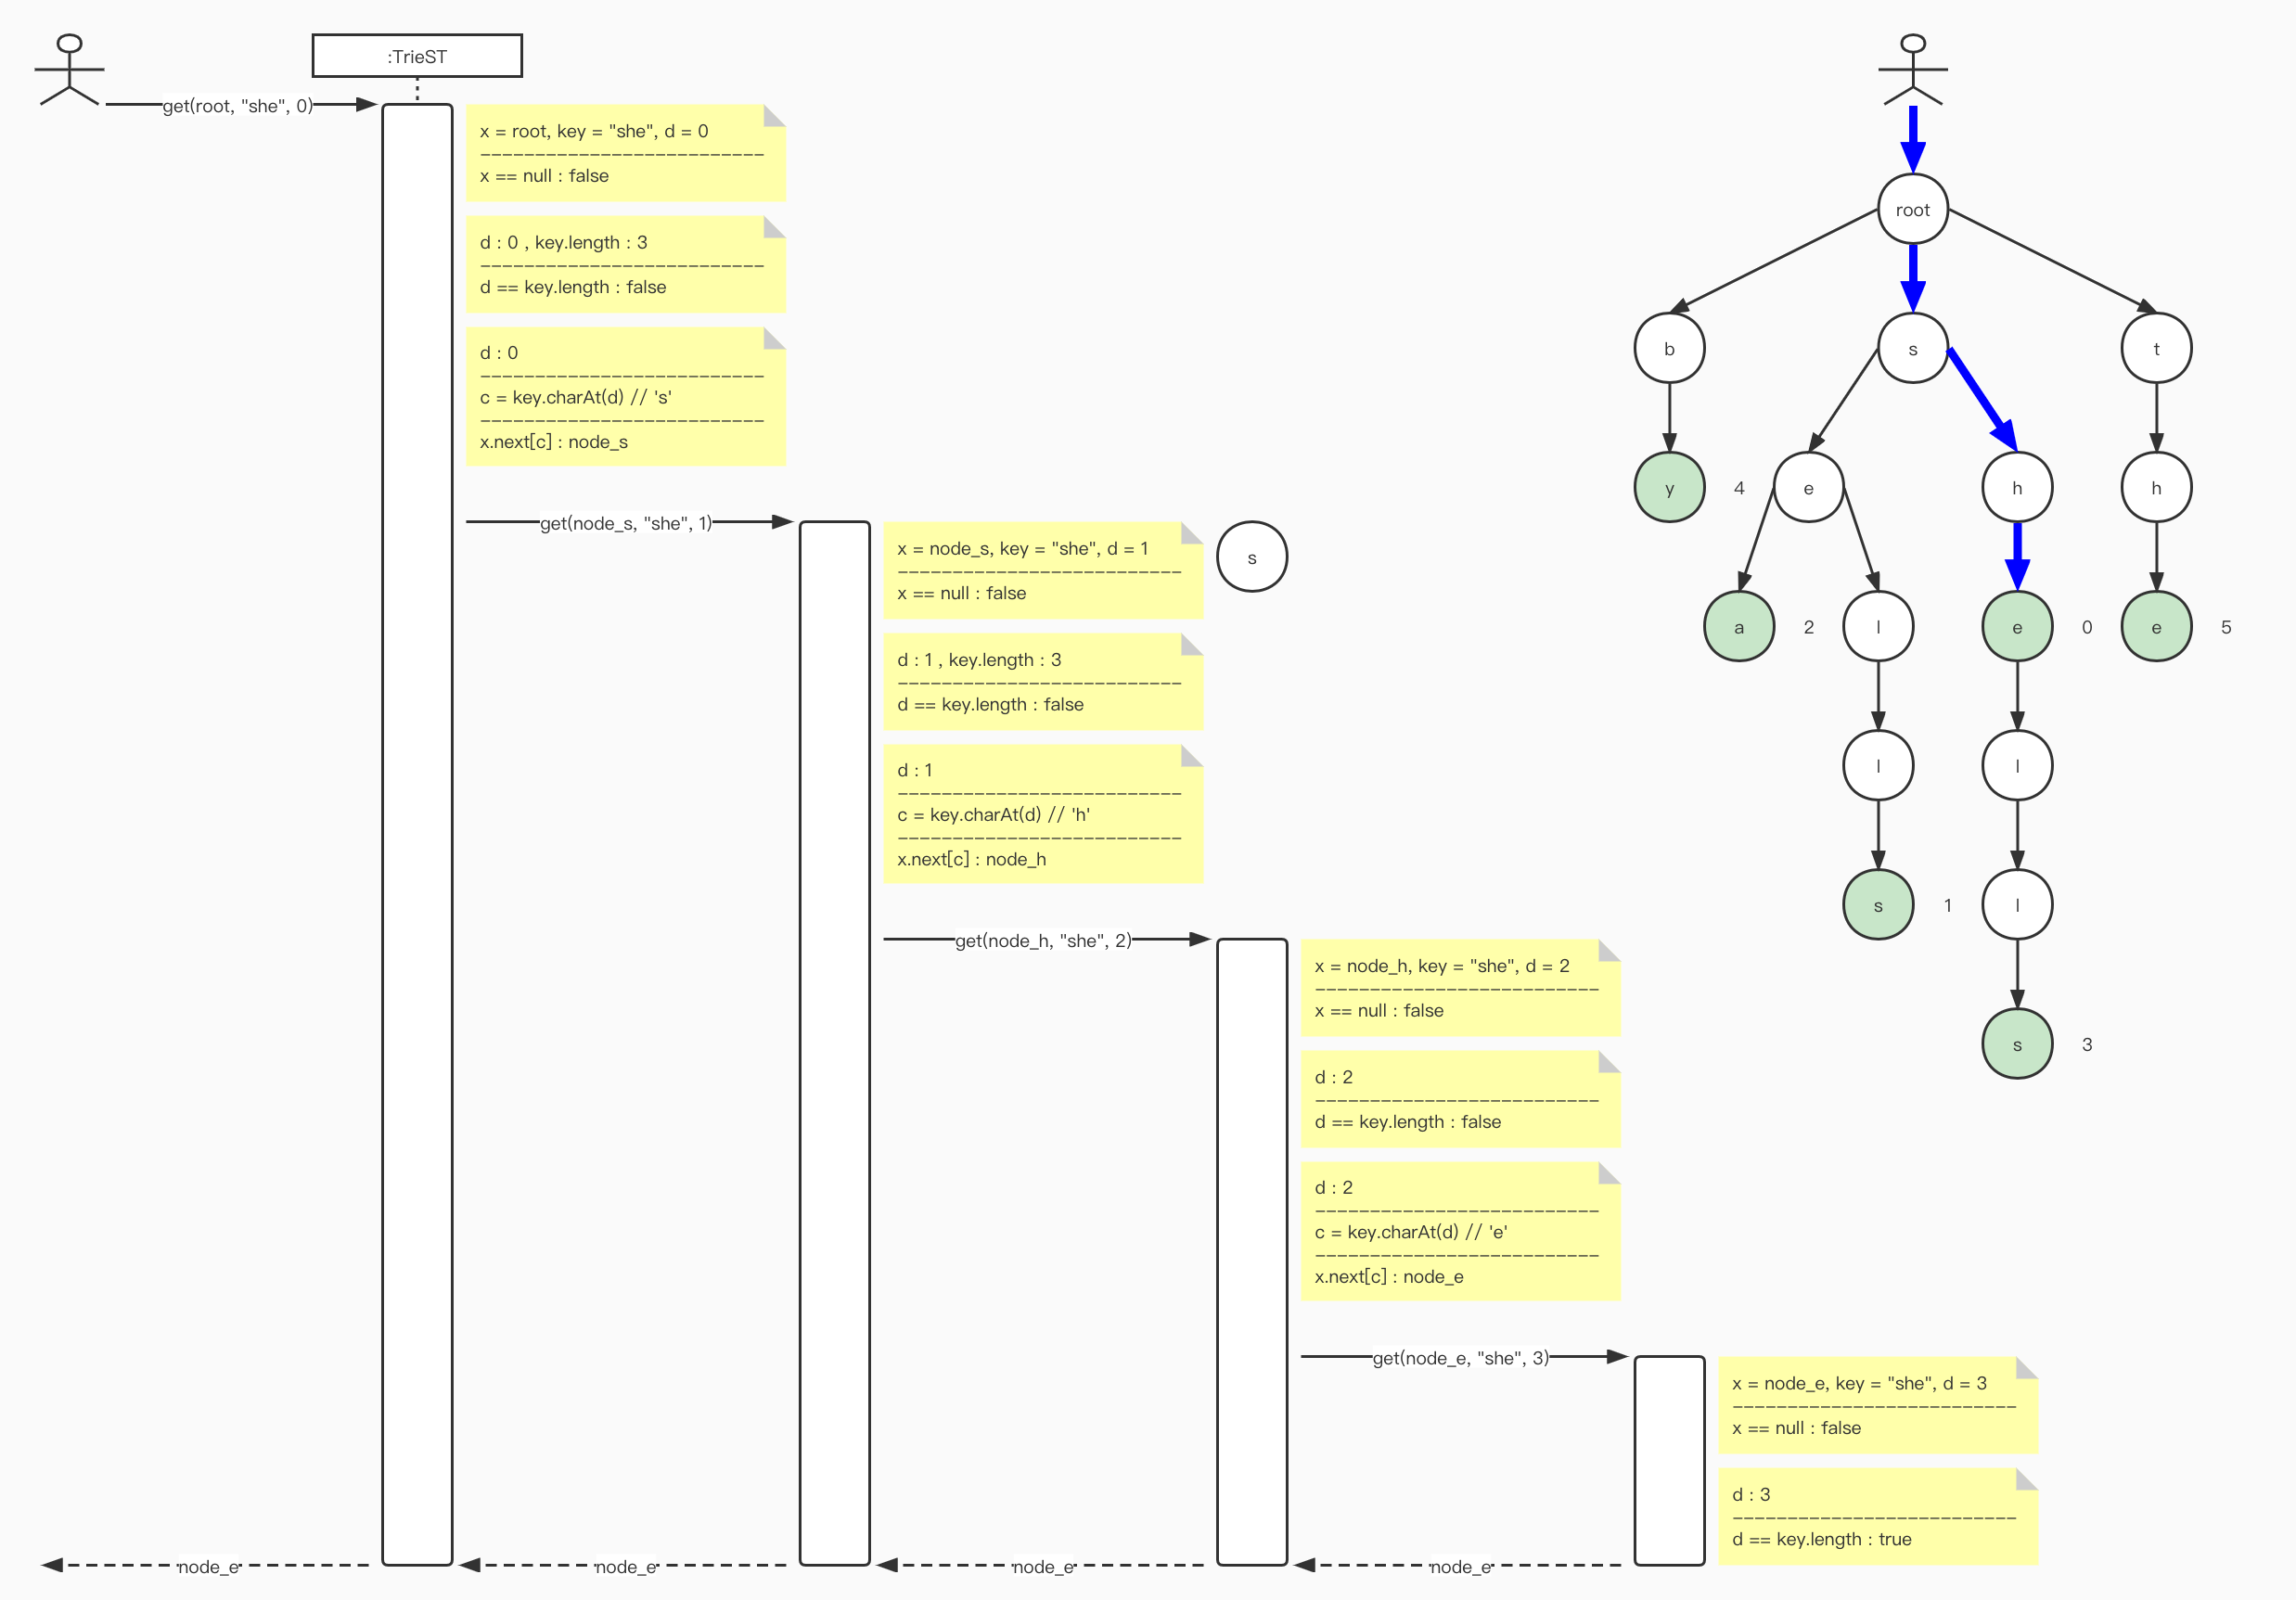 :TrieST
get(root, "she", 0)
x = root, key = "she", d = 0
--------------------------
x == null : false
d : 0 , key.length : 3
--------------------------
d == key.length : false
d : 0
--------------------------
c = key.charAt(d) // 's'
--------------------------
x.next[c] : node_s
get(node_s, "she", 1)
x = node_s, key = "she", d = 1
--------------------------
x == null : false
s
d : 1 , key.length : 3
--------------------------
d == key.length : false
d : 1
--------------------------
c = key.charAt(d) // 'h'
--------------------------
x.next[c] : node_h
get(node_h, "she", 2)
x = node_h, key = "she", d = 2
--------------------------
x == null : false
d : 2
--------------------------
d == key.length : false
d : 2
--------------------------
c = key.charAt(d) // 'e'
--------------------------
x.next[c] : node_e
get(node_e, "she", 3)
x = node_e, key = "she", d = 3
--------------------------
x == null : false
d : 3
--------------------------
d == key.length : true
node_e
node_e
node_e
node_e
root
b
s
t
y
4
e
h
h
a
2
l
e
0
e
5
l
l
s
1
l
s
3